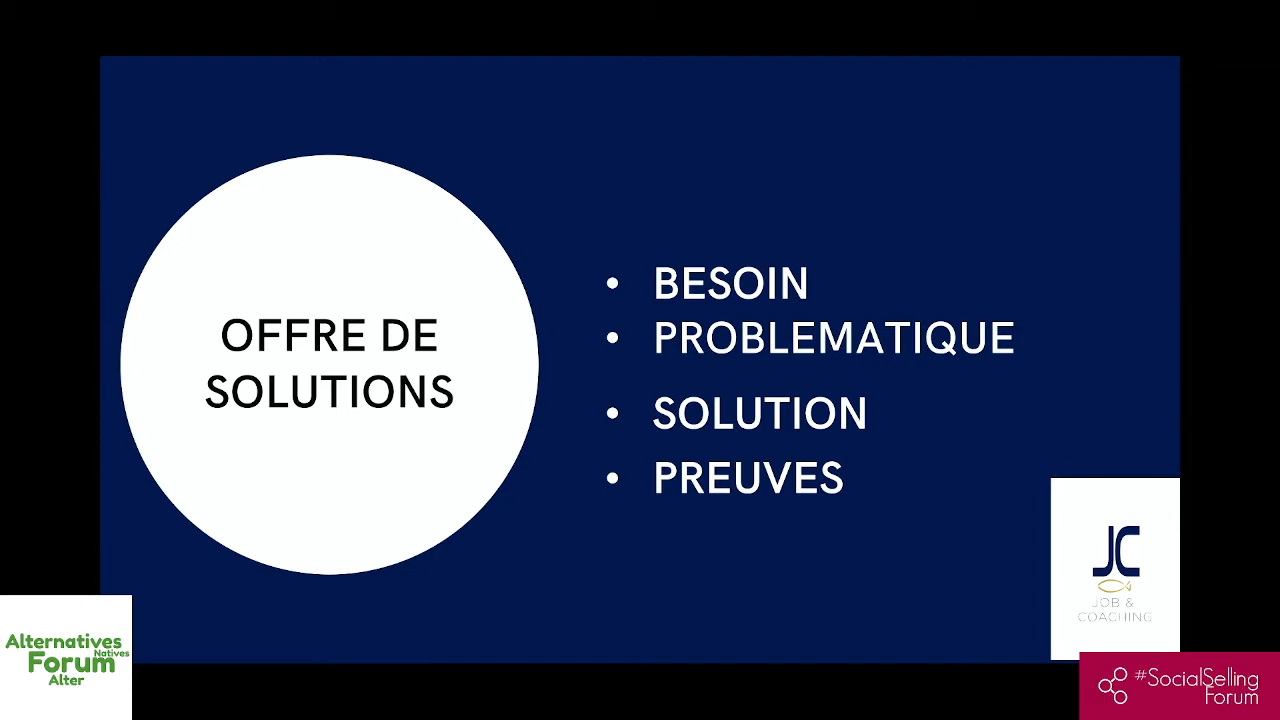 OFFRE DE
SOLUTIONS
• BESOIN
• PROBLEMATIQUE
• SOLUTION
• PREUVES
JC
JOB &
COACHING
Alternatives
Natives
Forum
Alter
#SocialSelling
Forum